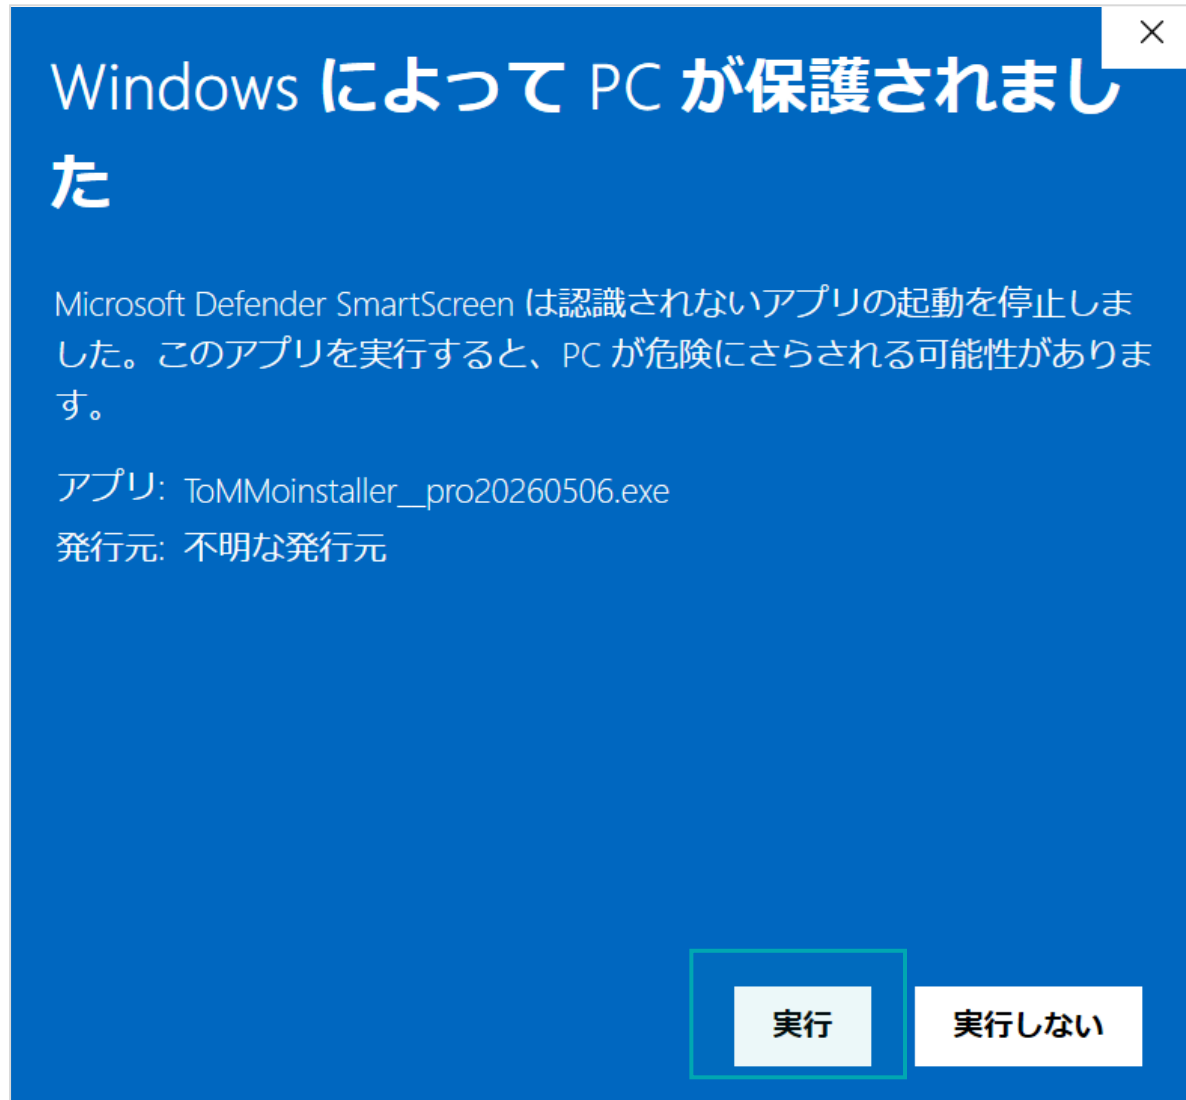 Windows によって PC が保護されまし
た
Microsoft Defender SmartScreen は認識されないアプリの起動を停止しま
した。このアプリを実行すると、PC が危険にさらされる可能性がありま
す。
アプリ: ToMMoinstaller__pro20260506.exe
発行元: 不明な発行元
実行 実行しない